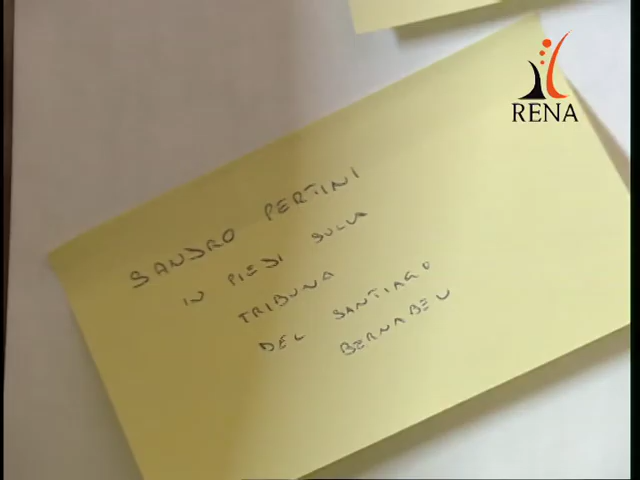 RENA
SANDRO PERTINI
IN PIEDI SULLA
TRIBUNA
DEL SANTIAGO
BERNABEU